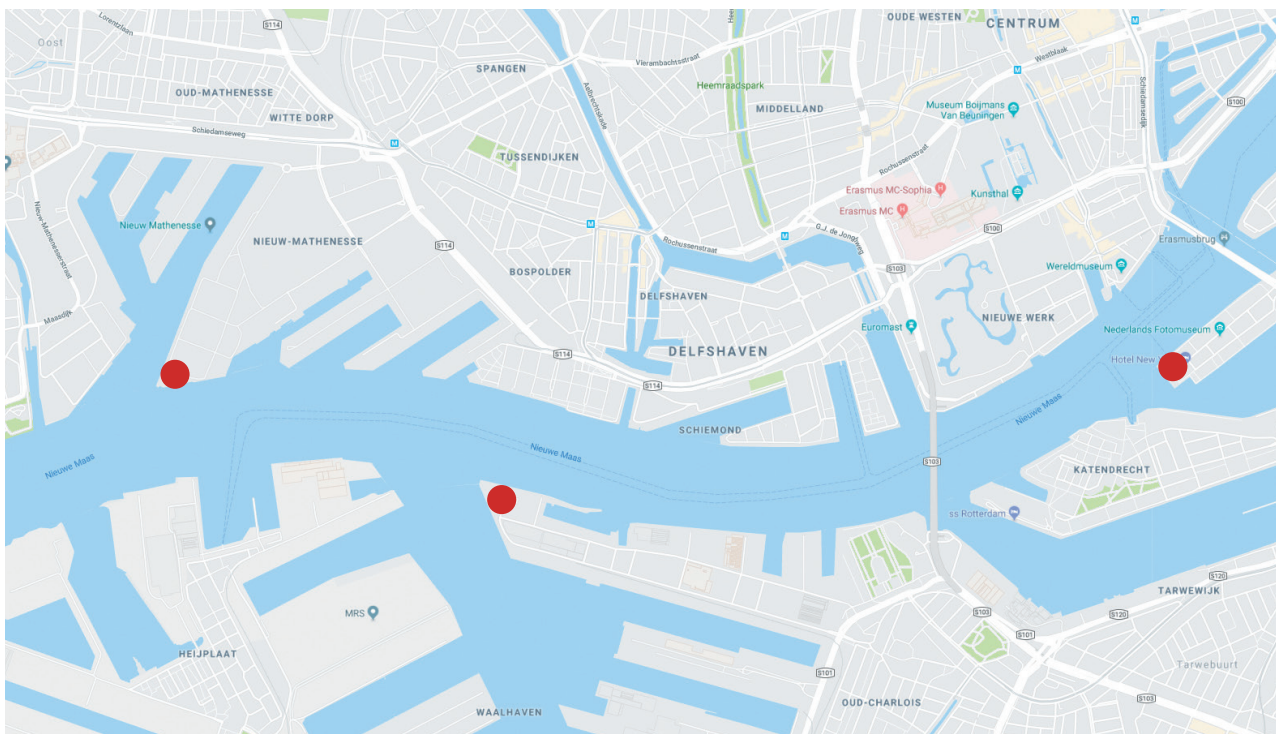 Lorentzlaan
Oost
S114
OUDE WESTEN
CENTRUM
Westblaak
Vierambachtsstraat
SPANGEN
Heemraadspark
OUD-MATHENESSE
WITTE DORP
Aelbrechtskade
MIDDELLAND
Museum Boijmans
Van Beuningen
Schiedamsedijk
S100
Schiedamseweg
M
TUSSENDIJKEN
Rochussenstraat
Erasmus MC-Sophia
H
Kunsthal
Erasmus MC
H
Nieuw Mathenesse
Nieuw-Mathenesserstraat
NIEUW-MATHENESSE
S114
M
Rochussenstraat
M
G.J. de Jonghweg
S100
Erasmusbrug
BOSPOLDER
S103
Wereldmuseum
DELFSHAVEN
Maasdijk
NIEUWE WERK
Euromast
Nederlands Fotomuseum
DELFSHAVEN
S114
Hotel New
S114
Nieuwe Maas
SCHIEMOND
Nieuwe Maas
Nieuwe Maas
S103
KATENDRECHT
ss Rotterdam
MRS
TARWEWIJK
S120
S120
S103
S101
HEIJPLAAT
Tarwebuurt
S101
OUD-CHARLOIS
S103
WAALHAVEN